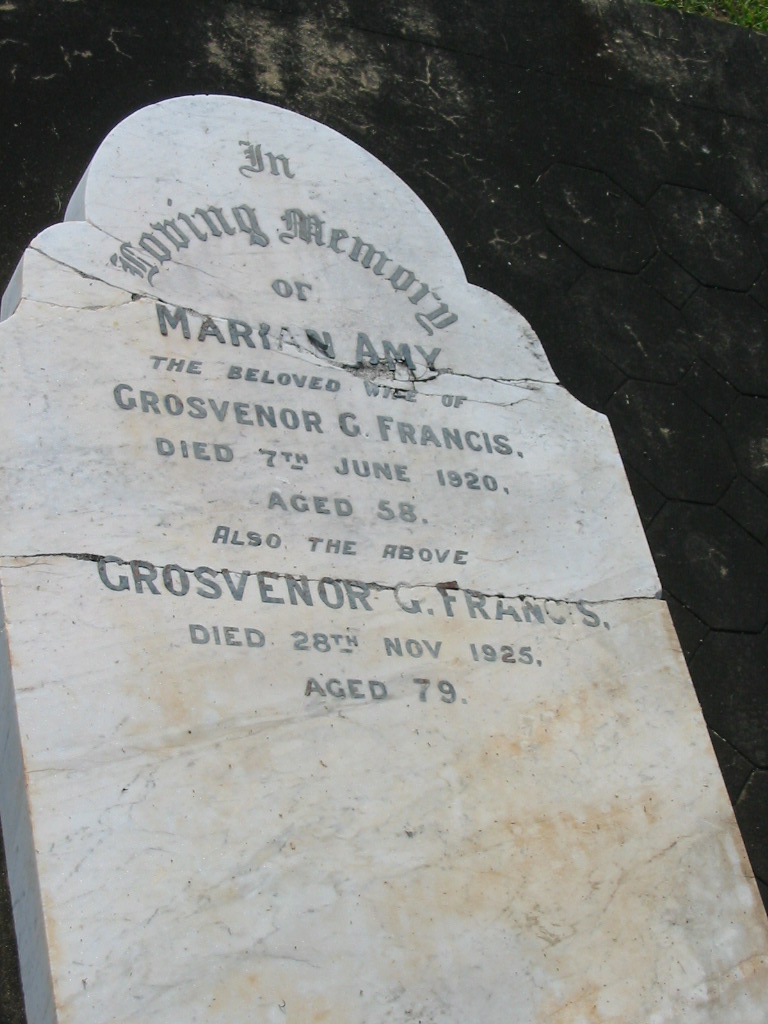 In
Loving Memory
OF
MARIAN AMY
THE BELOVED WIFE OF
GROSVENOR G. FRANCIS,
DIED 7TH JUNE 1920,
AGED 58.
ALSO THE ABOVE
GROSVENOR G. FRANCIS,
DIED 28TH NOV 1925,
AGED 79.